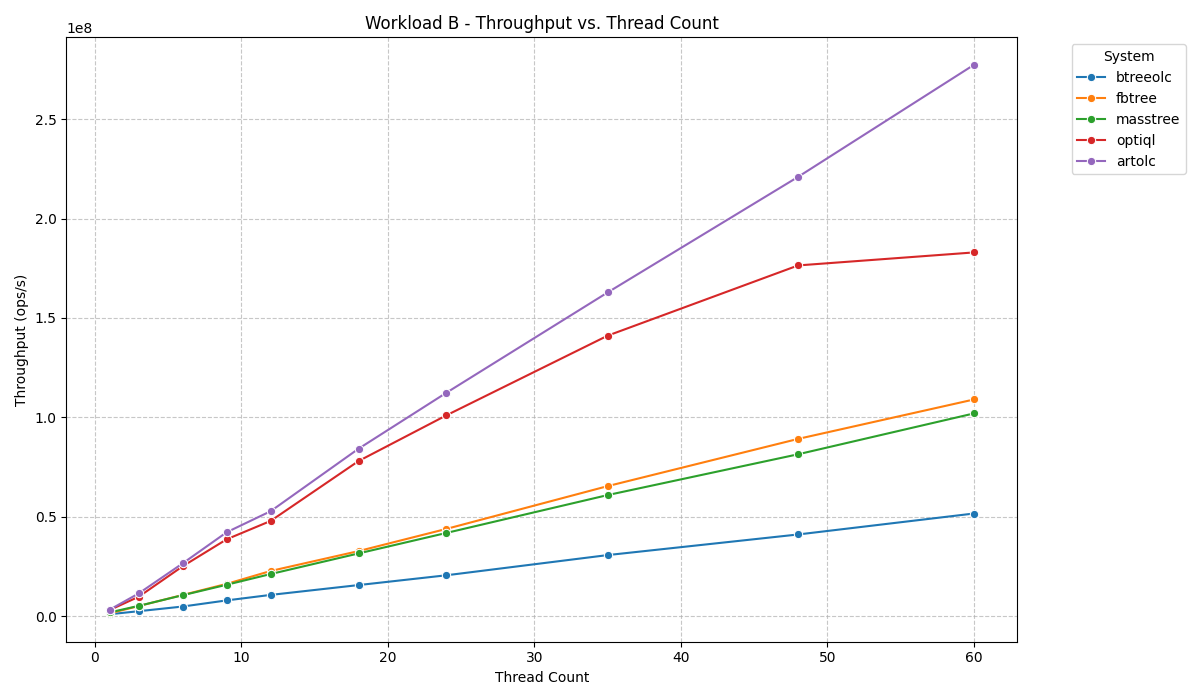 Workload B - Throughput vs. Thread Count
1e8
2.5
2.0
1.5
1.0
0.5
0.0
Throughput (ops/s)
0 10 20 30 40 50 60
Thread Count
System
btreeolc
fbtree
masstree
optiql
artolc